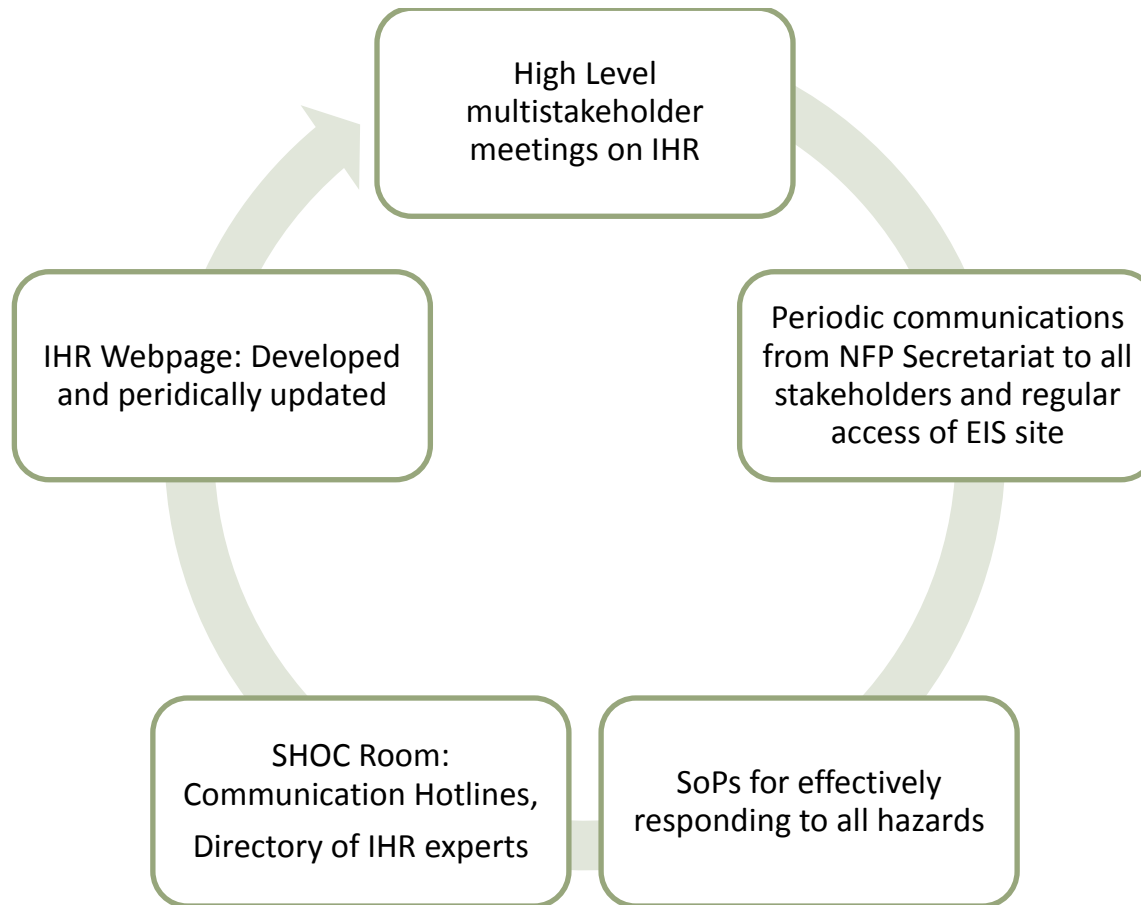 High Level
multistakeholder
meetings on IHR
Periodic communications
from NFP Secretariat to all
stakeholders and regular
access of EIS site
SoPs for effectively
responding to all hazards
SHOC Room:
Communication Hotlines,
Directory of IHR experts
IHR Webpage: Developed
and peridically updated